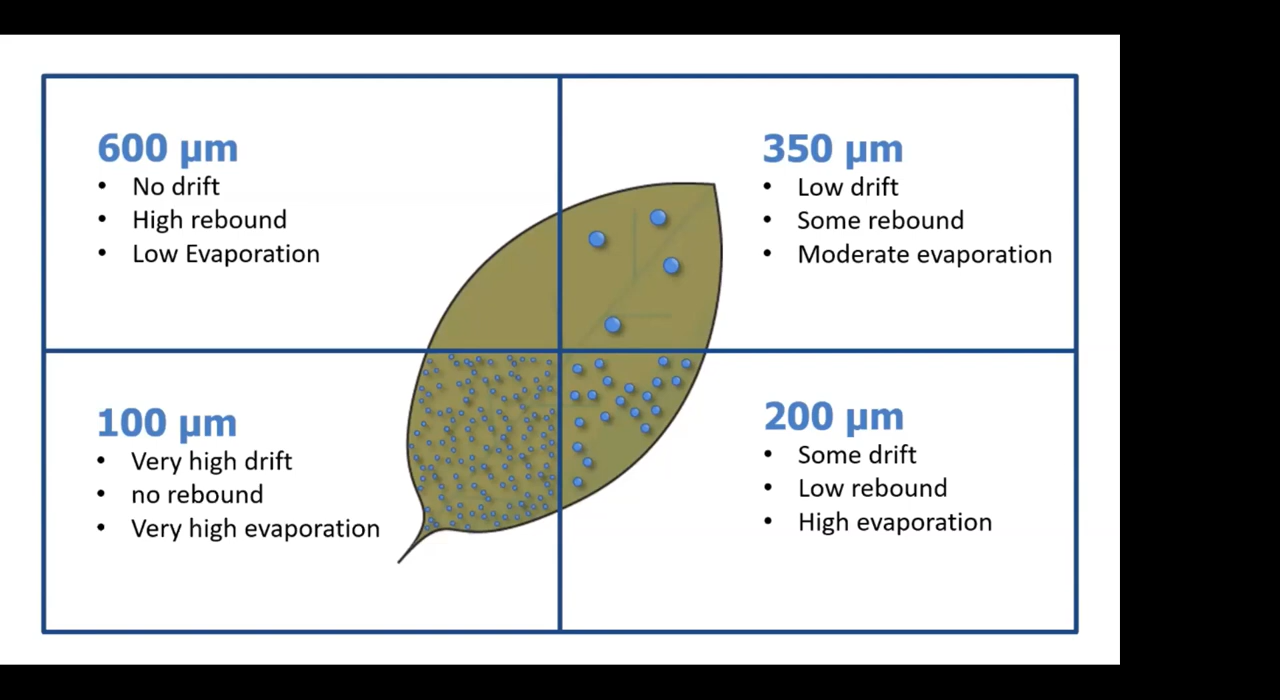 600 µm
• No drift
• High rebound
• Low Evaporation
350 µm
• Low drift
• Some rebound
• Moderate evaporation
100 µm
• Very high drift
• no rebound
• Very high evaporation
200 µm
• Some drift
• Low rebound
• High evaporation